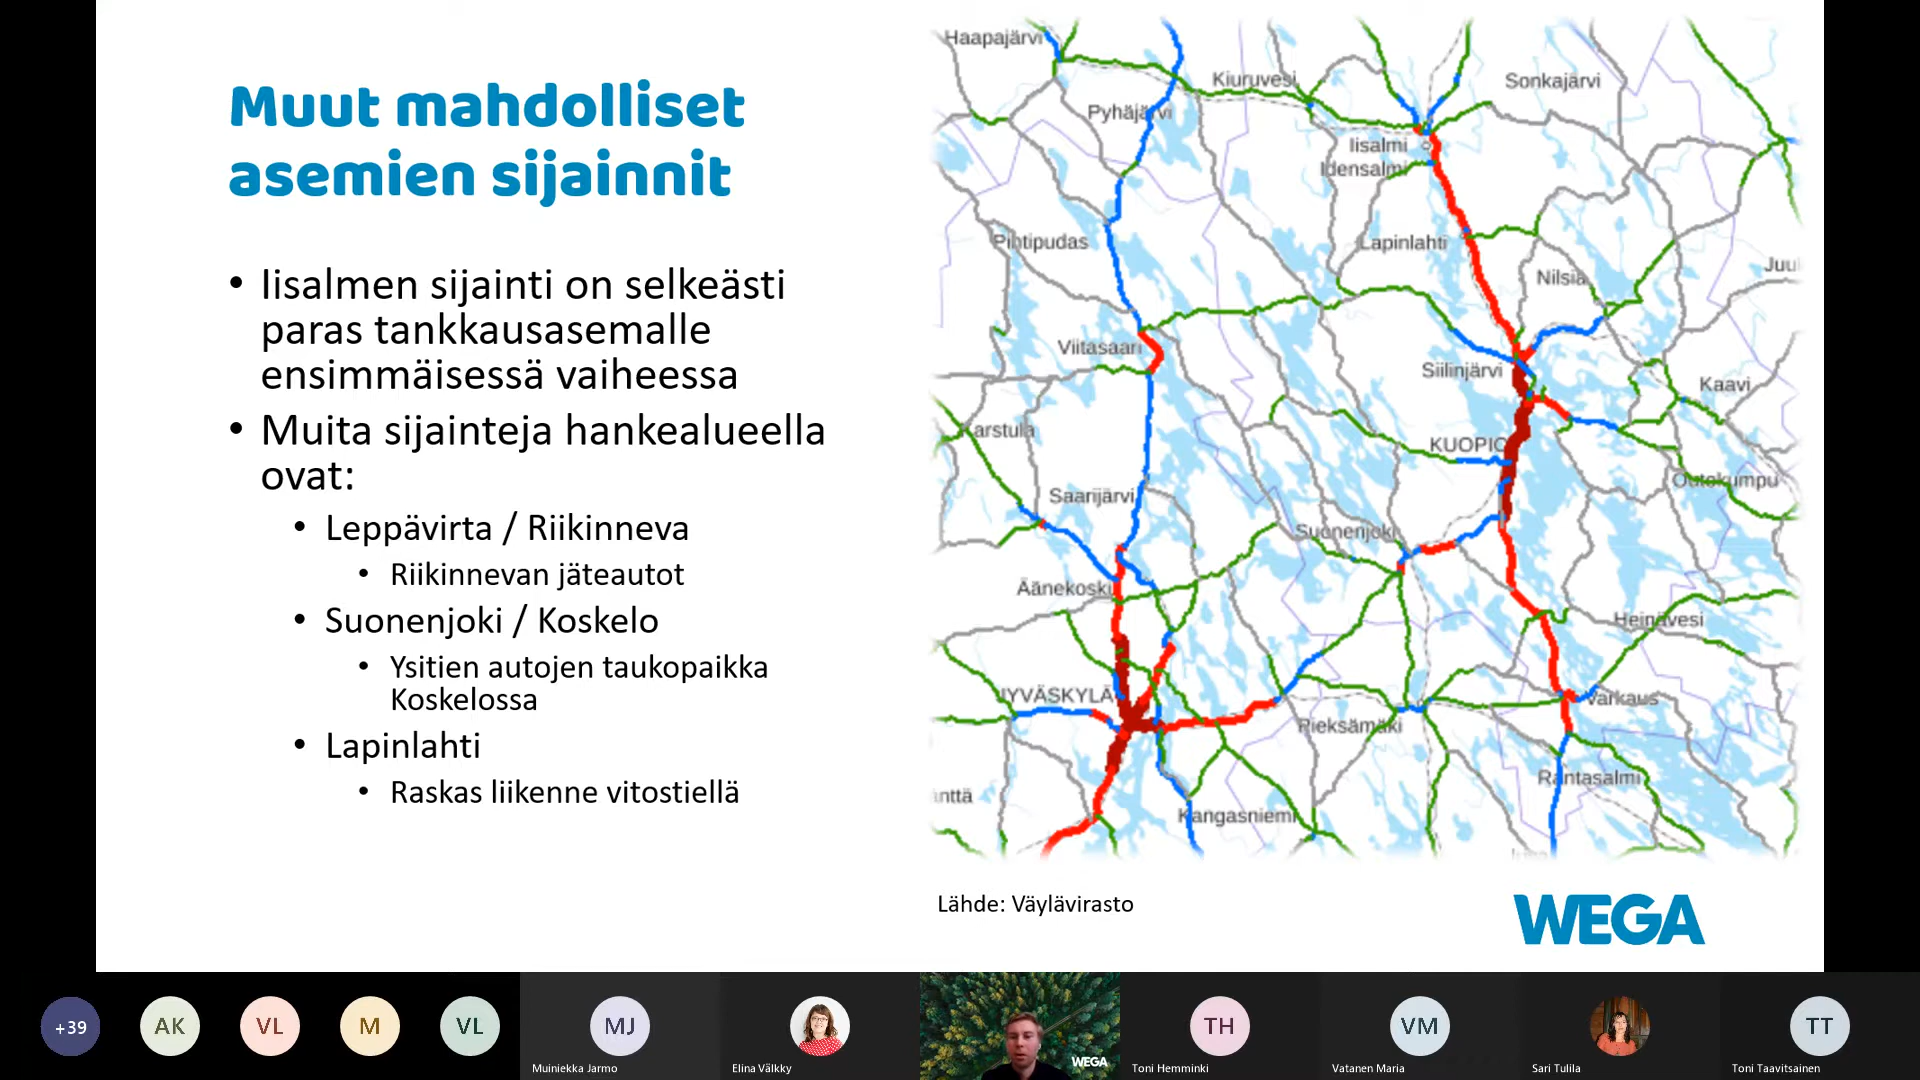 Muut mahdolliset
asemien sijainnit
• Iisalmen sijainti on selkeästi
paras tankkausasemalle
ensimmäisessä vaiheessa
• Muita sijainteja hankealueella
ovat:
• Leppävirta / Riikinneva
• Riikinnevan jäteautot
• Suonenjoki / Koskelo
• Ysitien autojen taukopaikka
Koskelossa
• Lapinlahti
• Raskas liikenne vitostiellä
Haapajärvi
Kiuruvesi
Sonkajärvi
Pyhäjärvi
Iisalmi
Idensalmi
Pihtipudas
Lapinlahti
Nilsiä
Juu
Viitasaari
Siilinjärvi
Kaavi
Karstula
KUOPIO
Outokumpu
Saarijärvi
Suonenjoki
Äänekoski
Heinävesi
JYVÄSKYLÄ
Varkaus
Pieksämäki
Rantasalmi
änttä
Kangasniemi
Lähde: Väylävirasto
WEGA
+39
AK
VL
M
VL
MJ
Muiniekka Jarmo
Elina Välkky
WEGA
TH
Toni Hemminki
VM
Vatanen Maria
Sari Tulila
TT
Toni Taavitsainen